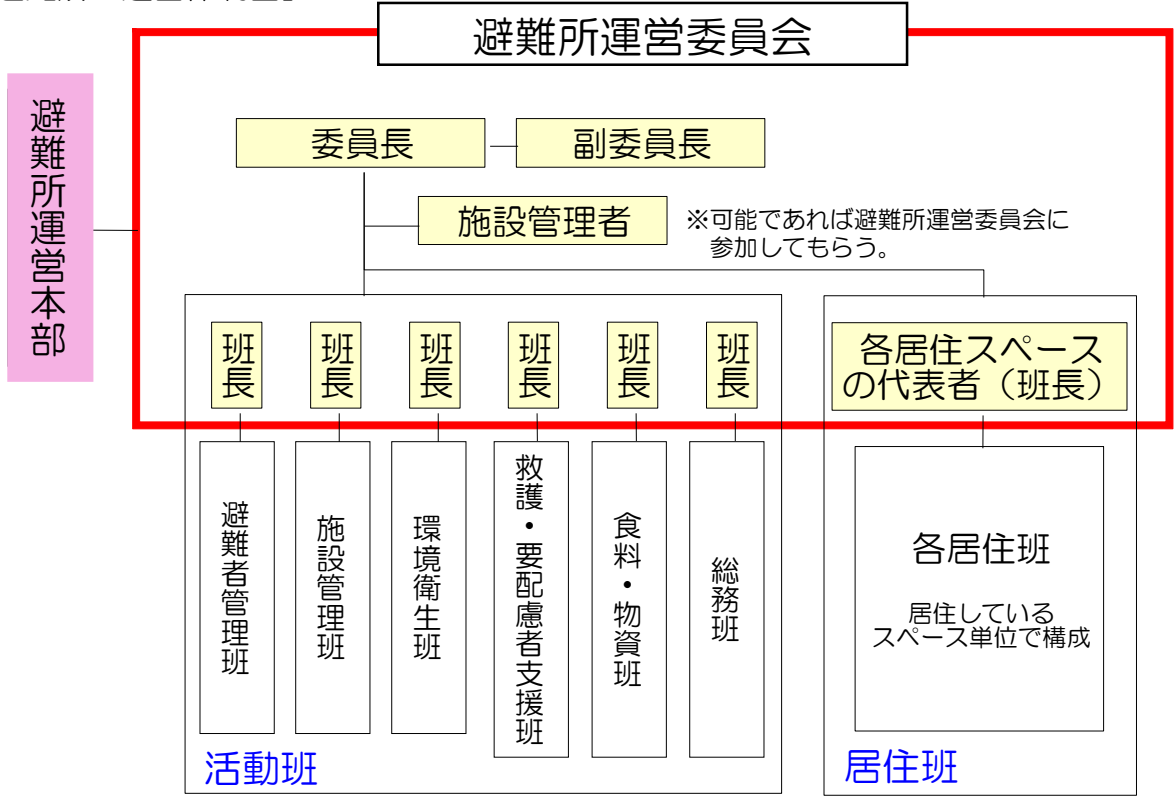 避難所運営委員会
避難所運営本部
委員長
副委員長
施設管理者
※可能であれば避難所運営委員会に
参加してもらう。
班長
班長
班長
班長
班長
班長
各居住スペース
の代表者（班長）
避難者管理班
施設管理班
環境衛生班
救護・要配慮者支援班
食料・物資班
総務班
各居住班
居住している
スペース単位で構成
活動班
居住班